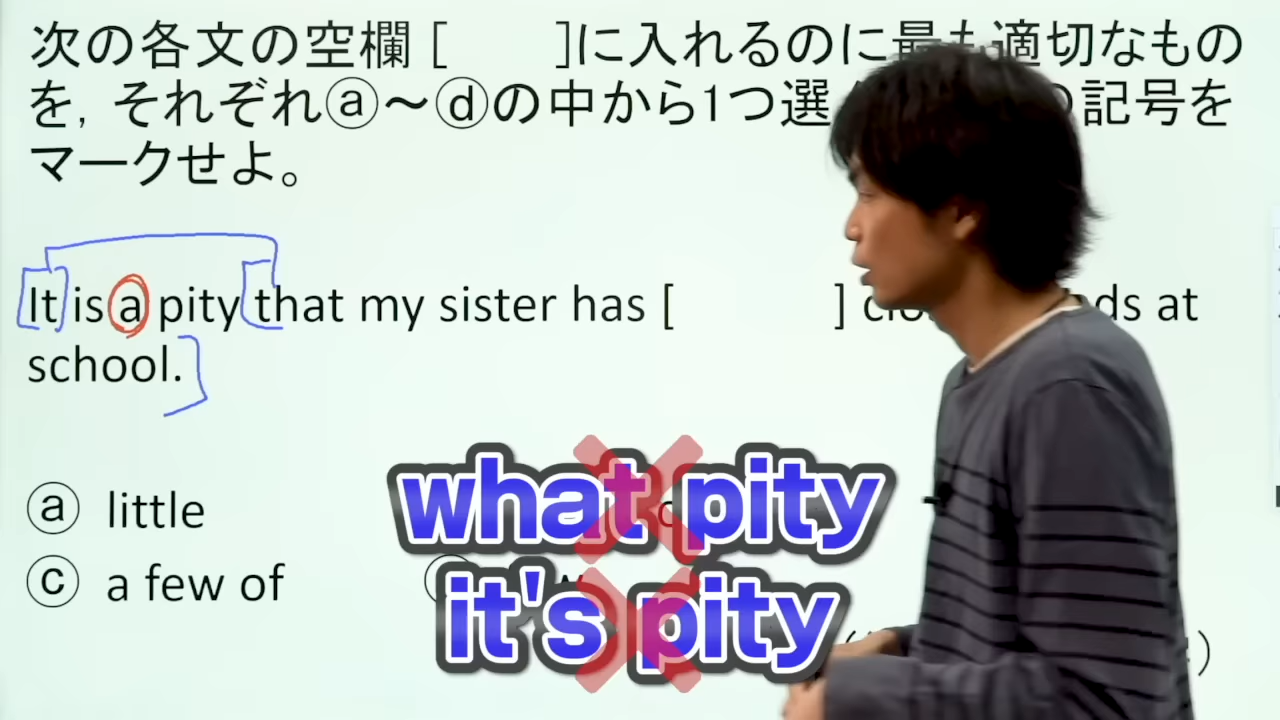 次の各文の空欄 [ ]に入れるのに最も適切なもの
を, それぞれⓐ～ⓓの中から1つ選 記号を
マークせよ。
It is a pity that my sister has [ ] ds at
school.
ⓐ little
ⓒ a few of
what pity
it's pity